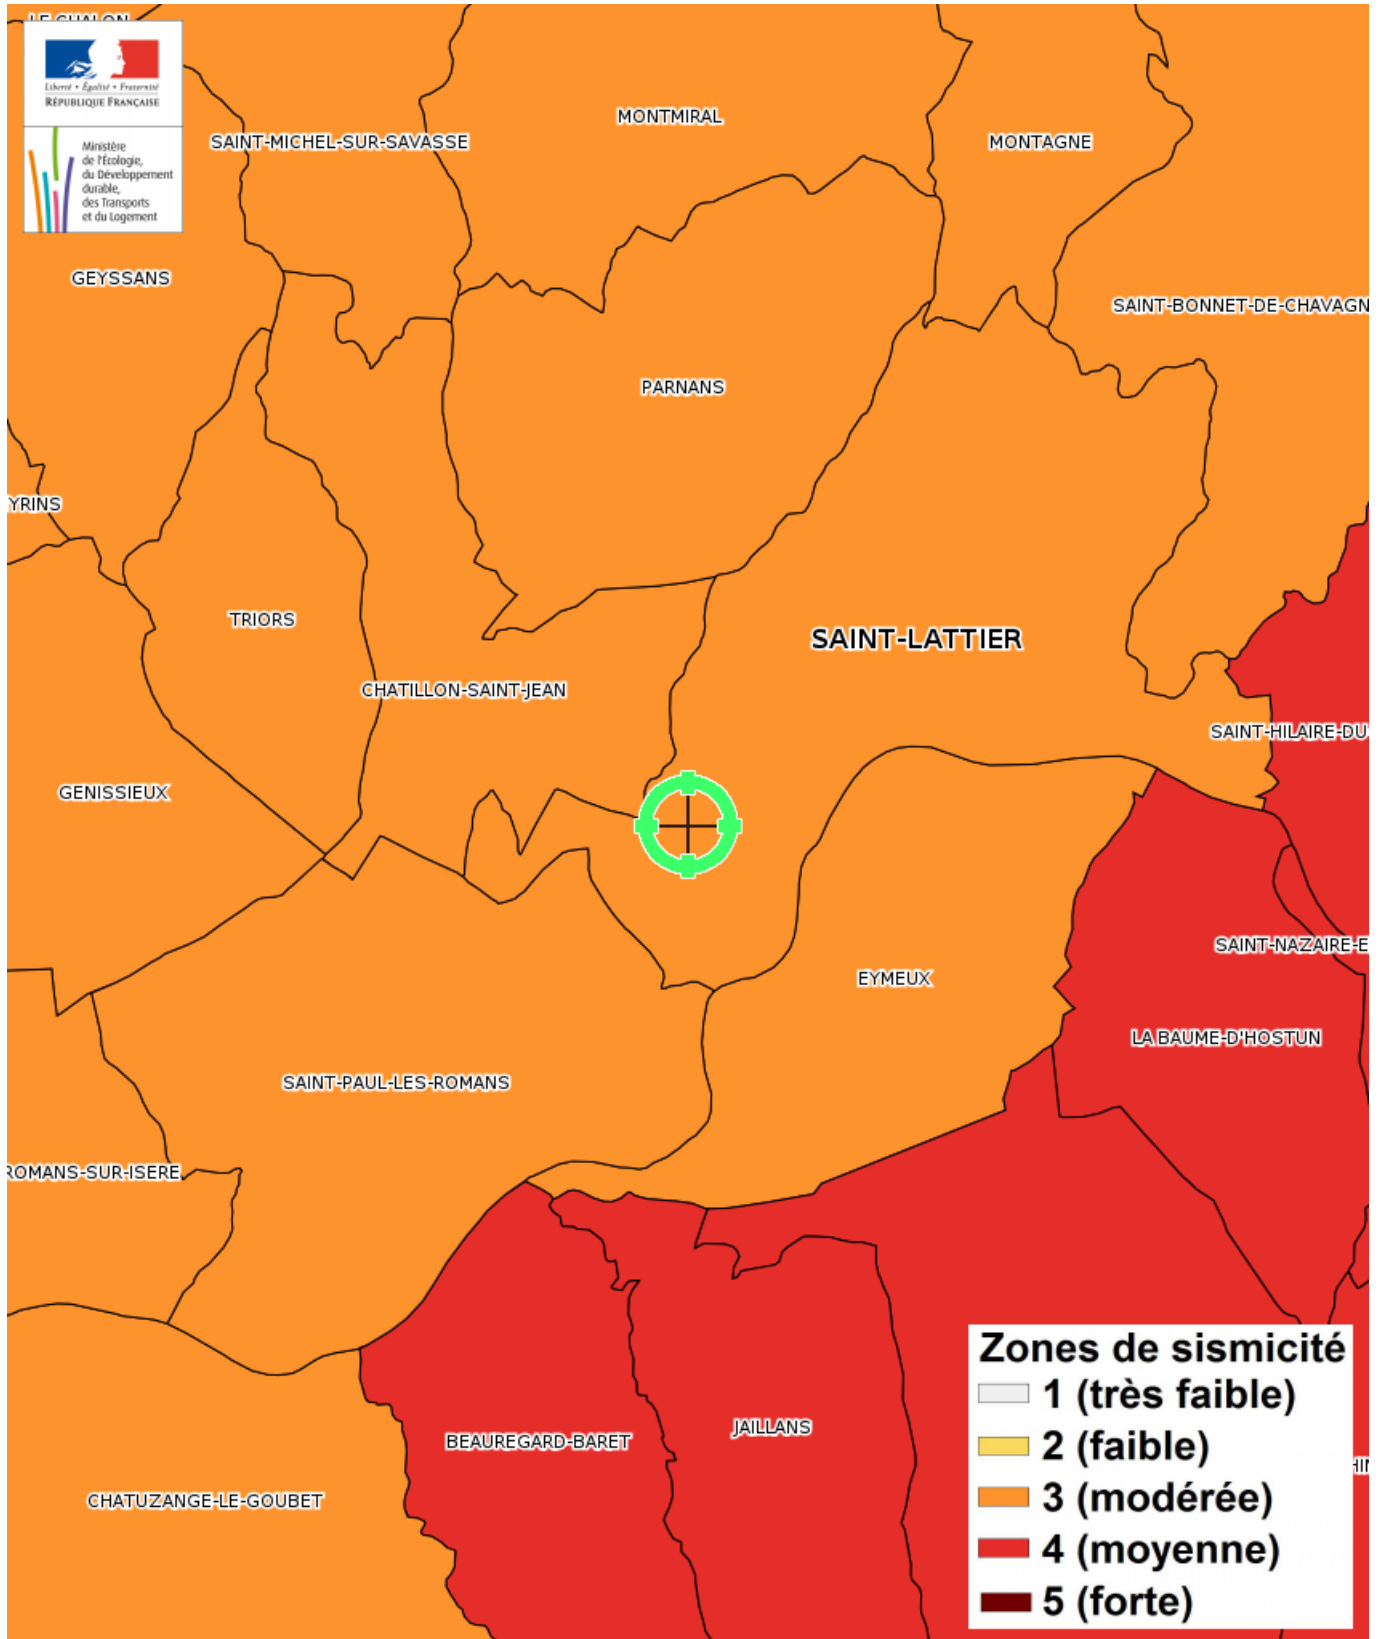 LE CHALON
Liberté • Égalité • Fraternité
RÉPUBLIQUE FRANÇAISE
Ministère
de l'Écologie,
du Développement
durable,
des Transports
et du Logement
MONTMIRAL
SAINT-MICHEL-SUR-SAVASSE
MONTAGNE
GEYSSANS
SAINT-BONNET-DE-CHAVAGN
PARNANS
YRINS
TRIORS
SAINT-LATTIER
CHATILLON-SAINT-JEAN
SAINT-HILAIRE-DU
GENISSIEUX
SAINT-NAZAIRE-E
EYMEUX
LA BAUME-D'HOSTUN
SAINT-PAUL-LES-ROMANS
ROMANS-SUR-ISERE
Zones de sismicité
1 (très faible)
2 (faible)
3 (modérée)
4 (moyenne)
5 (forte)
JAILLANS
BEAUREGARD-BARET
CHATUZANGE-LE-GOUBET